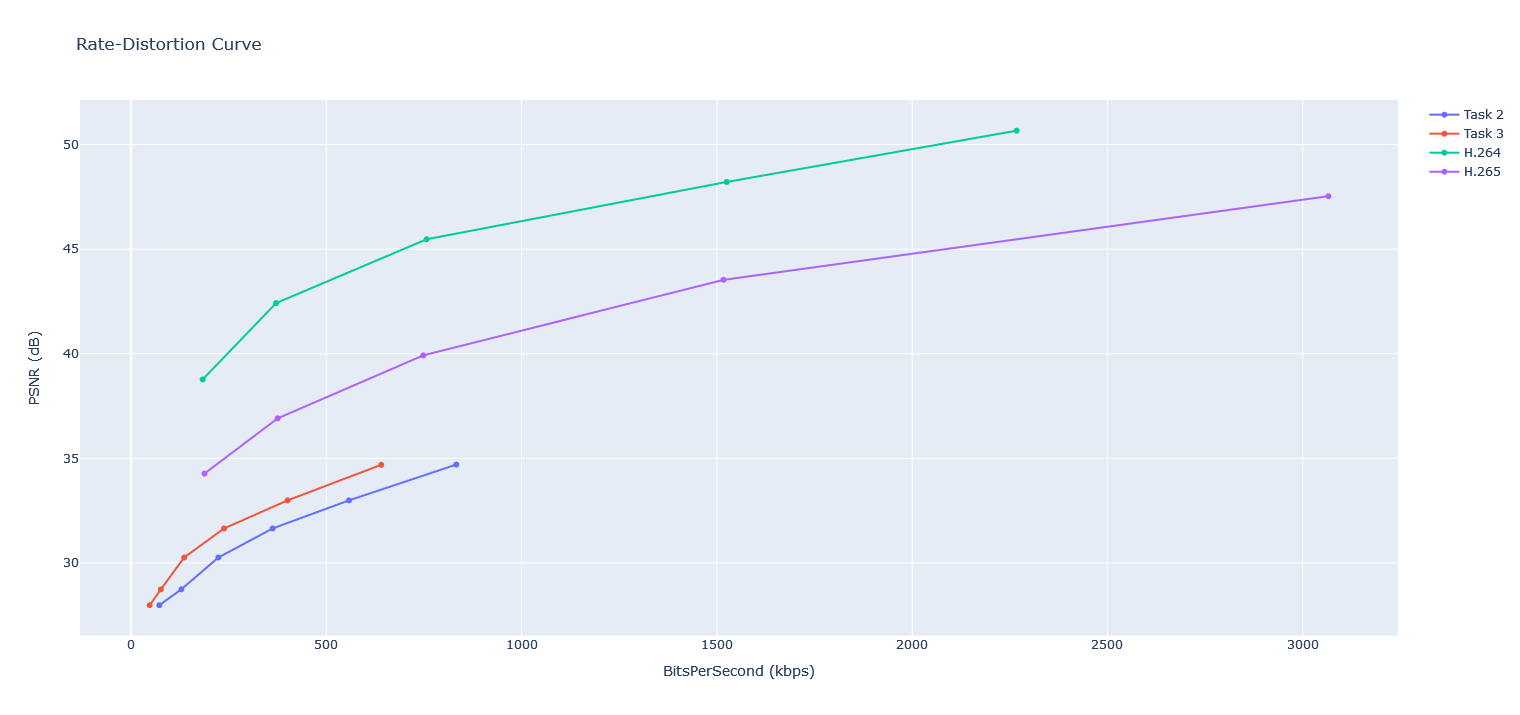 Rate-Distortion Curve
Task 2
Task 3
H.264
H.265
50
45
40
35
30
PSNR (dB)
0 500 1000 1500 2000 2500 3000
BitsPerSecond (kbps)